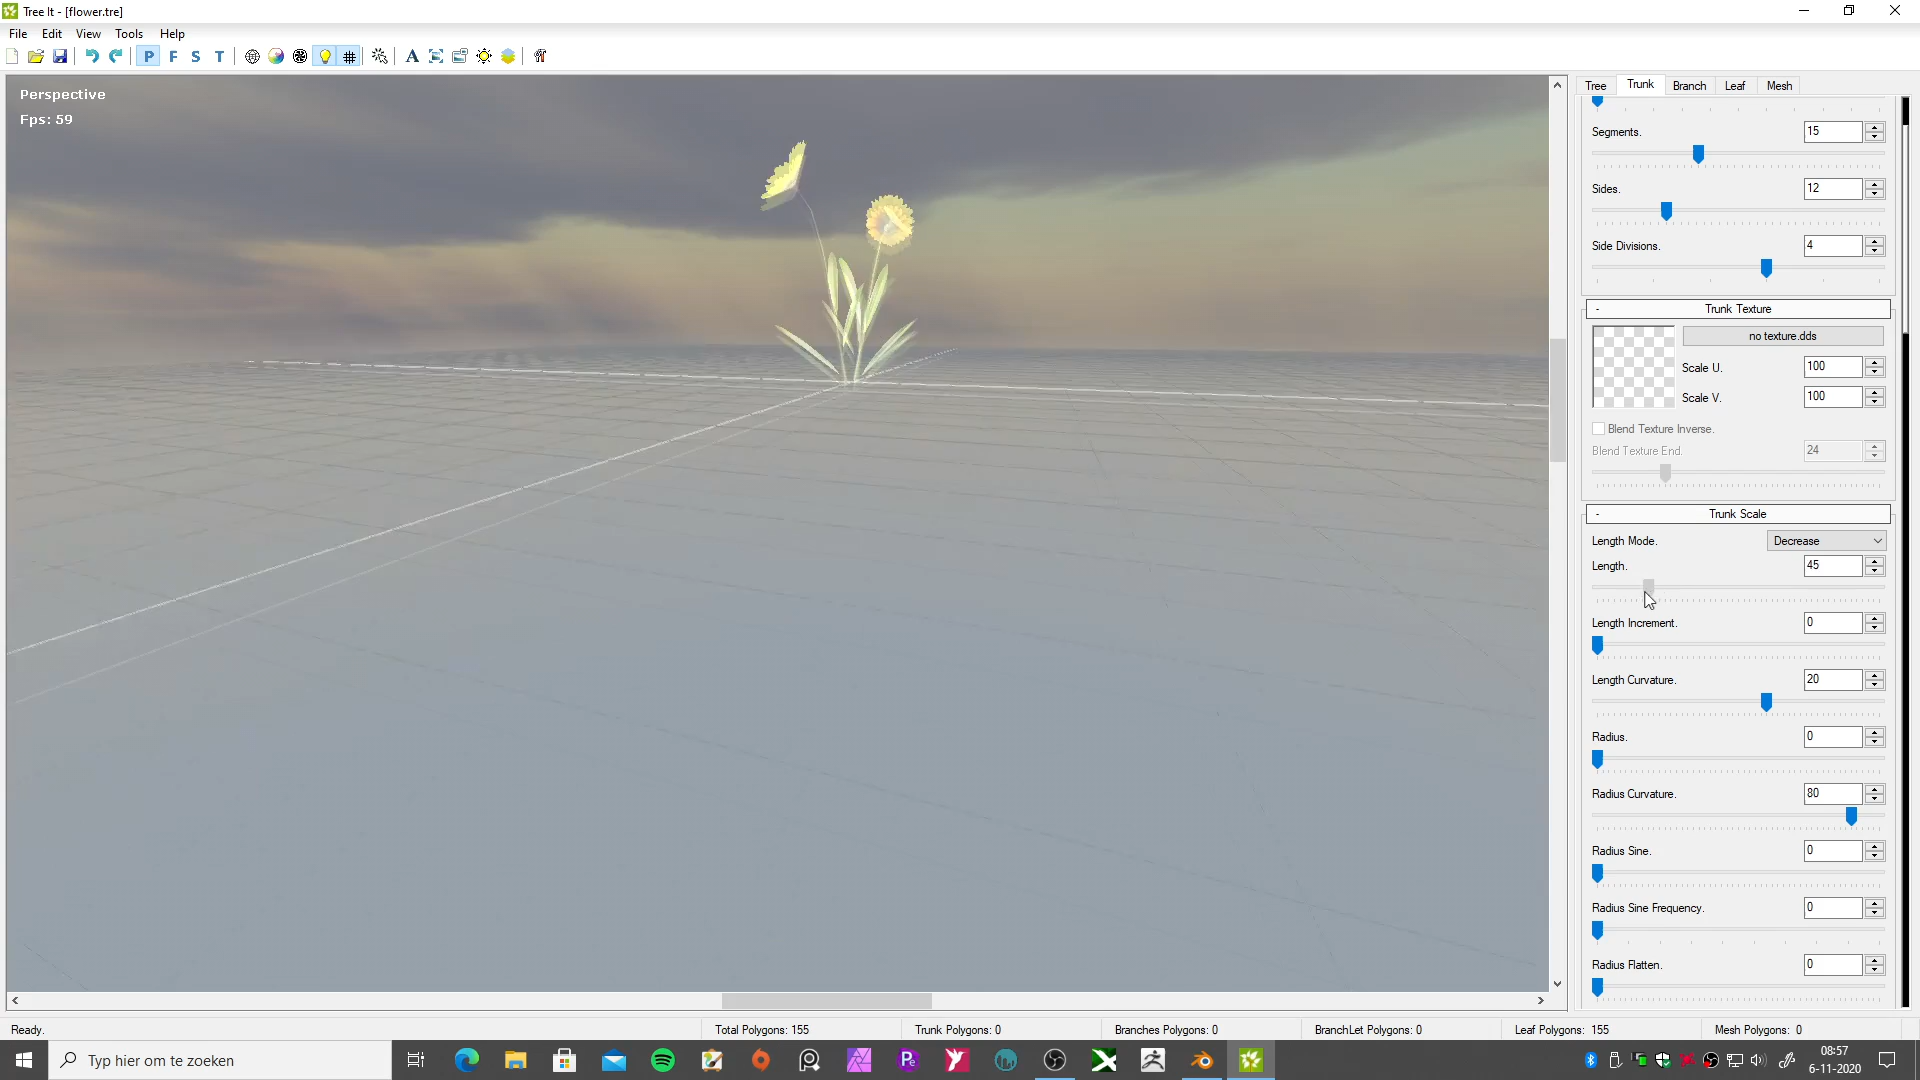 Tree It - [flower.tre]
File Edit View Tools Help
P F S T A
Perspective
Fps: 59
Tree Trunk Branch Leaf Mesh
Segments. 15
Sides. 12
Side Divisions. 4
- Trunk Texture
no texture.dds
Scale U. 100
Scale V. 100
Blend Texture Inverse.
Blend Texture End. 24
- Trunk Scale
Length Mode. Decrease
Length. 45
Length Increment. 0
Length Curvature. 20
Radius. 0
Radius Curvature. 80
Radius Sine. 0
Radius Sine Frequency. 0
Radius Flatten. 0
Ready. Total Polygons: 155 Trunk Polygons: 0 Branches Polygons: 0 BranchLet Polygons: 0 Leaf Polygons: 155 Mesh Polygons: 0
Typ hier om te zoeken
08:57
6-11-2020